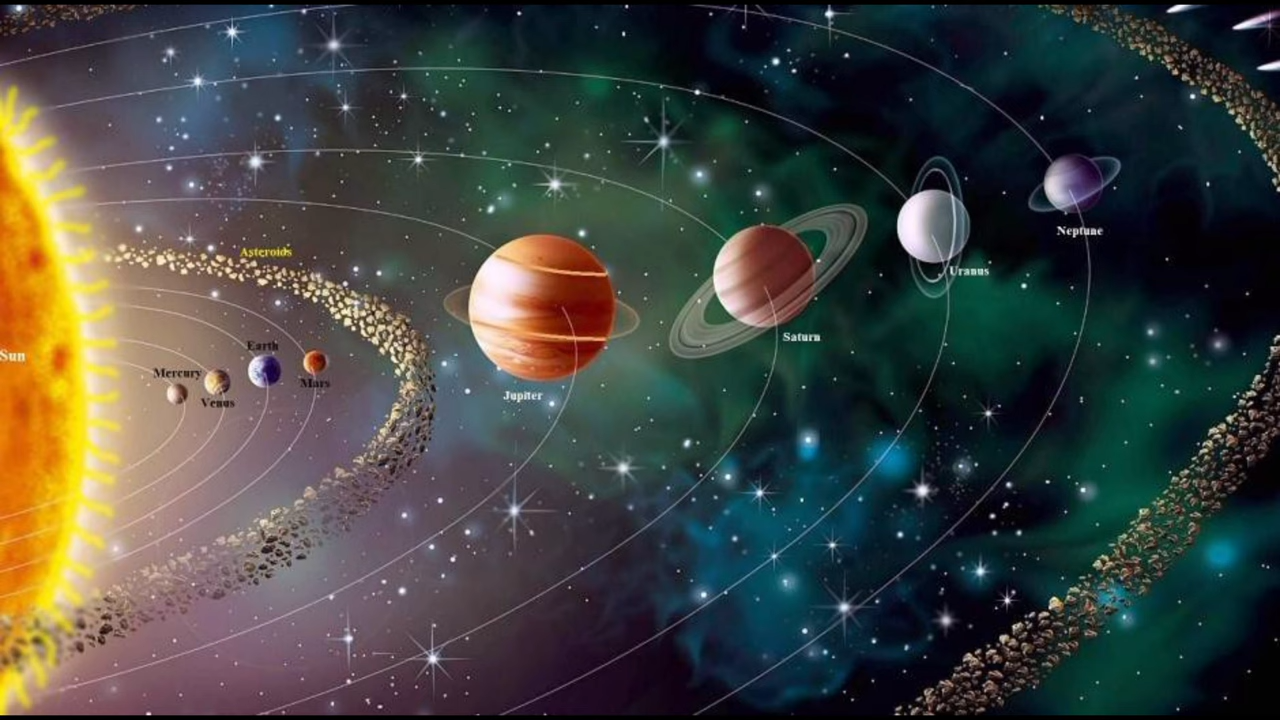 Neptune
Asteroids
Uranus
Saturn
Earth
Sun
Mercury
Mars
Jupiter
Venus